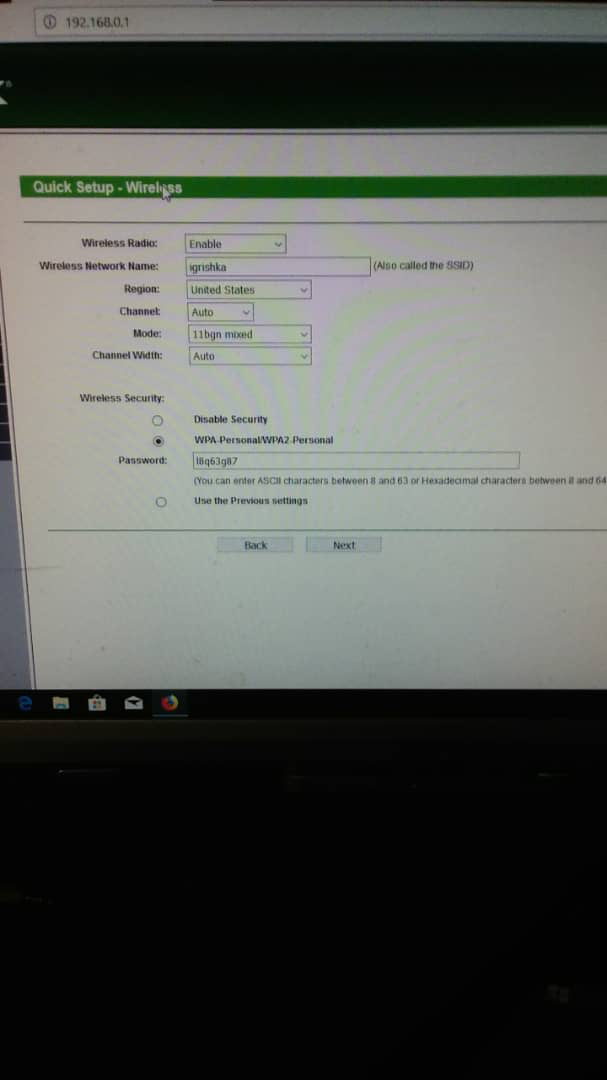 192.168.0.1
Quick Setup - Wireless
Wireless Radio: Enable
Wireless Network Name: igrishka (Also called the SSID)
Region: United States
Channel: Auto
Mode: 11bgn mixed
Channel Width: Auto
Wireless Security:
Disable Security
WPA-Personal/WPA2-Personal
Password: l8q63g87
(You can enter ASCII characters between 8 and 63 or Hexadecimal characters between 8 and 64
Use the Previous settings
Back Next